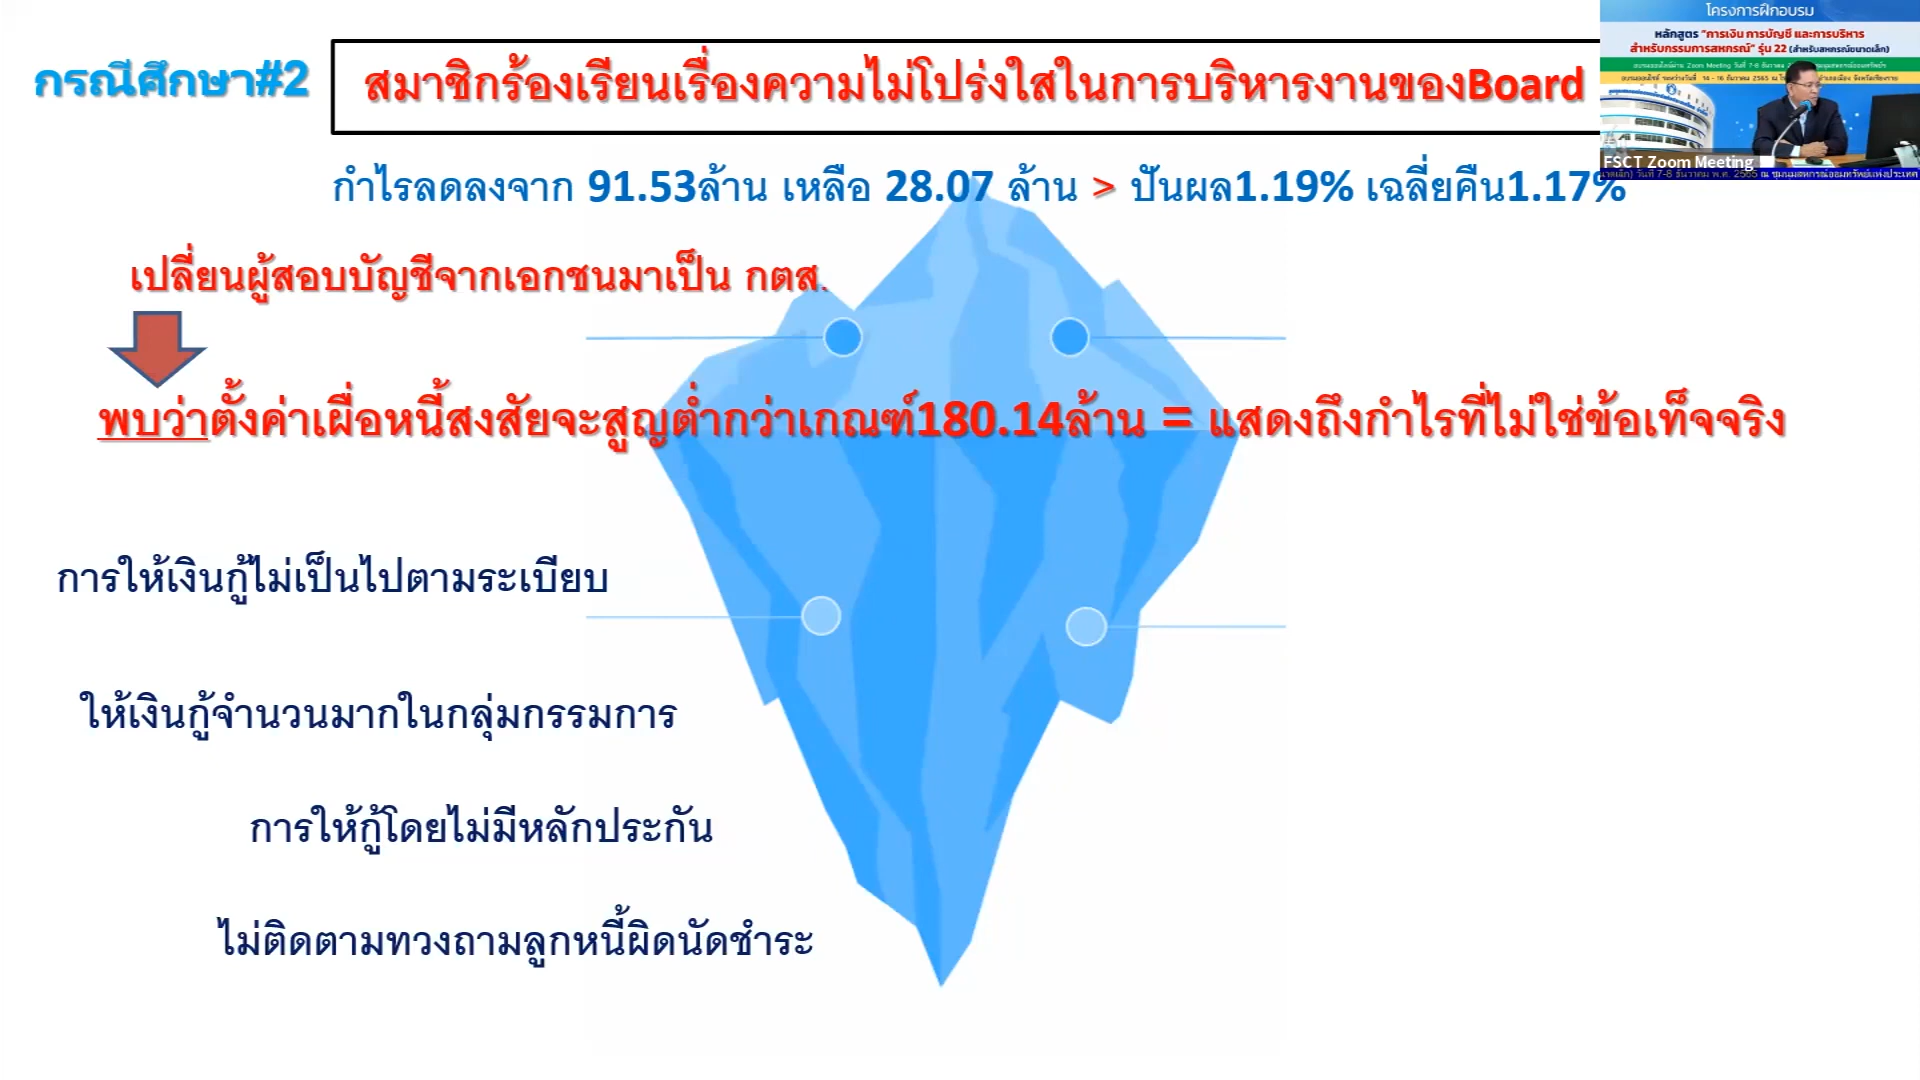 กรณีศึกษา#2
สมาชิกร้องเรียนเรื่องความไม่โปร่งใสในการบริหารงานของBoard
กำไรลดลงจาก 91.53ล้าน เหลือ 28.07 ล้าน > ปันผล1.19% เฉลี่ยคืน1.17%
เปลี่ยนผู้สอบบัญชีจากเอกชนมาเป็น กตส.
พบว่าตั้งค่าเผื่อหนี้สงสัยจะสูญต่ำกว่าเกณฑ์180.14ล้าน = แสดงถึงกำไรที่ไม่ใช่ข้อเท็จจริง
การให้เงินกู้ไม่เป็นไปตามระเบียบ
ให้เงินกู้จำนวนมากในกลุ่มกรรมการ
การให้กู้โดยไม่มีหลักประกัน
ไม่ติดตามทวงถามลูกหนี้ผิดนัดชำระ
โครงการฝึกอบรม
หลักสูตร "การเงิน การบัญชี และการบริหาร
สำหรับกรรมการสหกรณ์" รุ่น 22 (สำหรับสหกรณ์ขนาดเล็ก)
FSCT Zoom Meeting